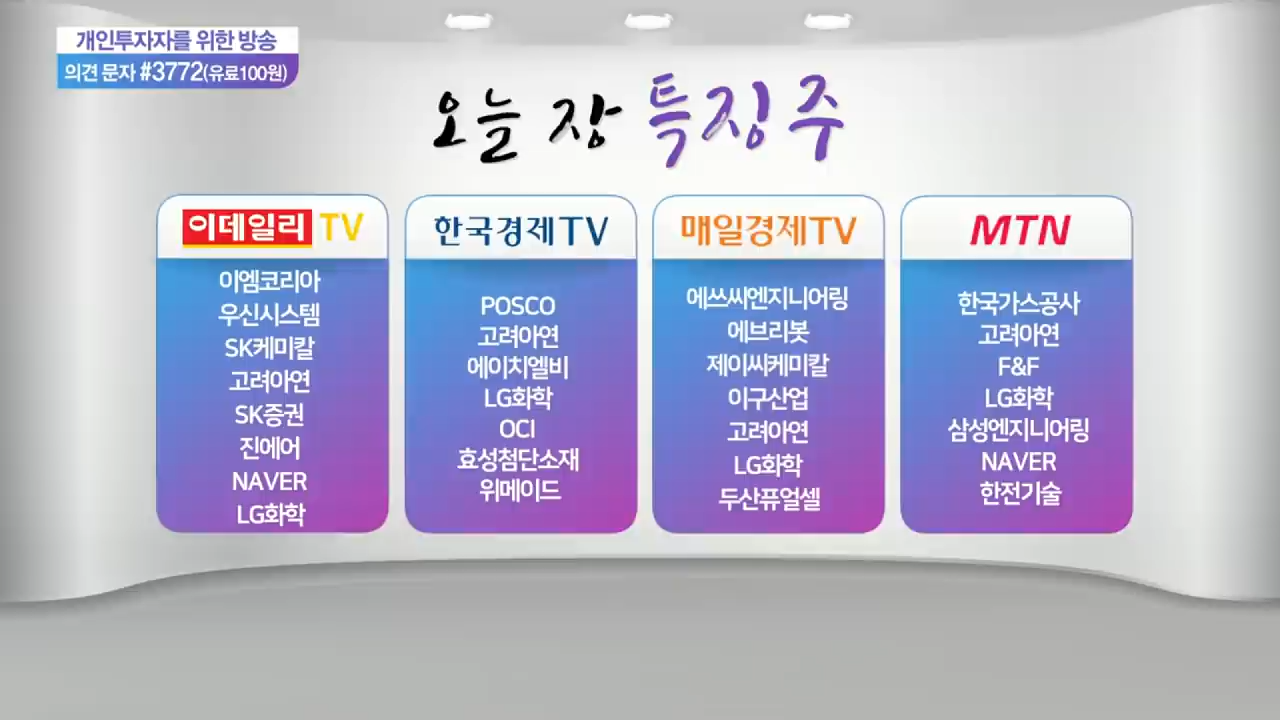 개인투자자를 위한 방송
의견 문자 #3772(유료100원)
오늘 장 특징주
이데일리 TV
이엠코리아
우신시스템
SK케미칼
고려아연
SK증권
진에어
NAVER
LG화학
한국경제TV
POSCO
고려아연
에이치엘비
LG화학
OCI
효성첨단소재
위메이드
매일경제TV
에쓰씨엔지니어링
에브리봇
제이씨케미칼
이구산업
고려아연
LG화학
두산퓨얼셀
MTN
한국가스공사
고려아연
F&F
LG화학
삼성엔지니어링
NAVER
한전기술